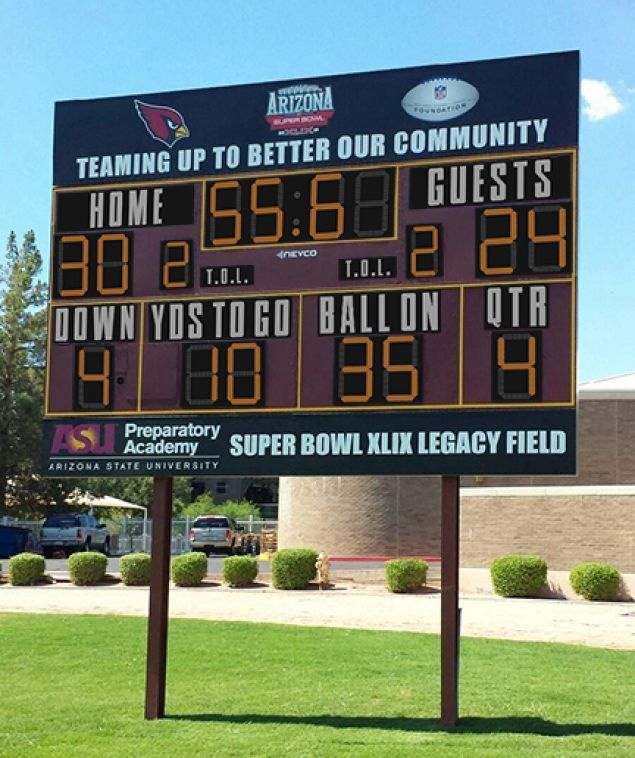 ARIZONA
SUPER BOWL
XLIX
FOUNDATION
TEAMING UP TO BETTER OUR COMMUNITY
HOME 55:6 GUESTS
30 2 T.O.L. NEVCO T.O.L. 2 24
DOWN YDS TO GO BALL ON QTR
4 10 35 4
ASU Preparatory Academy
ARIZONA STATE UNIVERSITY
SUPER BOWL XLIX LEGACY FIELD